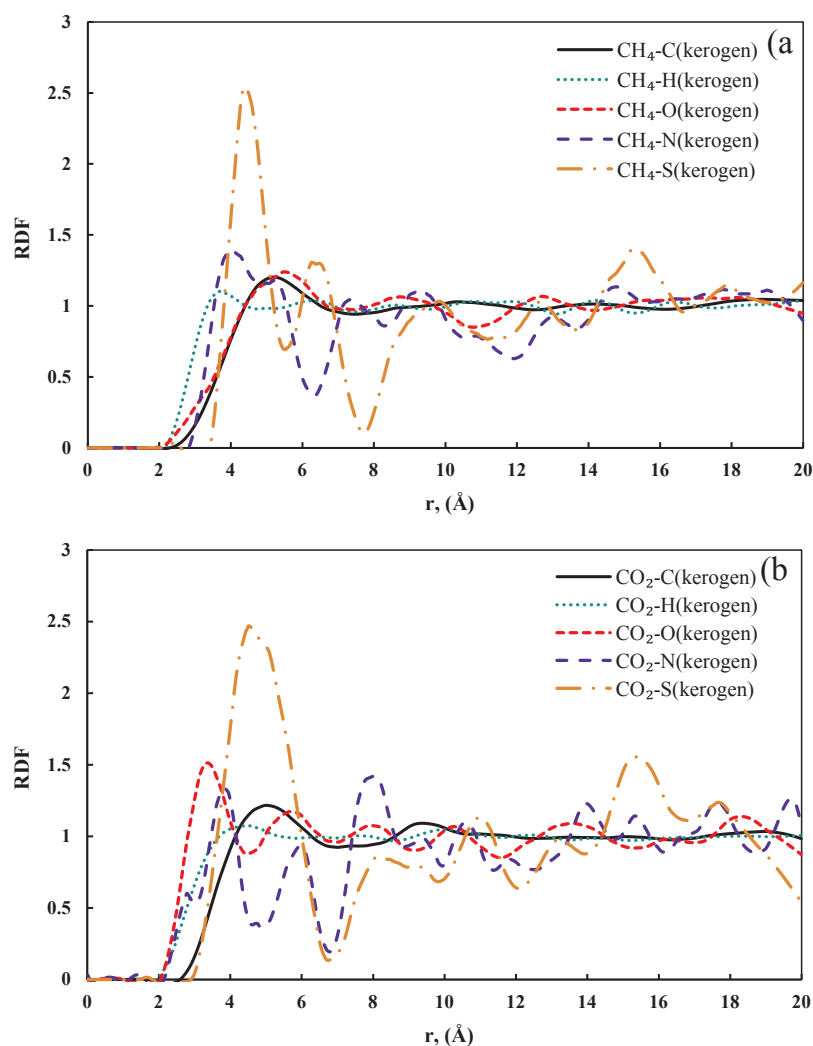 (a
3
2.5
2
1.5
1
0.5
0
RDF
CH₄-C(kerogen)
CH₄-H(kerogen)
CH₄-O(kerogen)
CH₄-N(kerogen)
CH₄-S(kerogen)
0 2 4 6 8 10 12 14 16 18 20
r, (Å)
(b
3
2.5
2
1.5
1
0.5
0
RDF
CO₂-C(kerogen)
CO₂-H(kerogen)
CO₂-O(kerogen)
CO₂-N(kerogen)
CO₂-S(kerogen)
0 2 4 6 8 10 12 14 16 18 20
r, (Å)